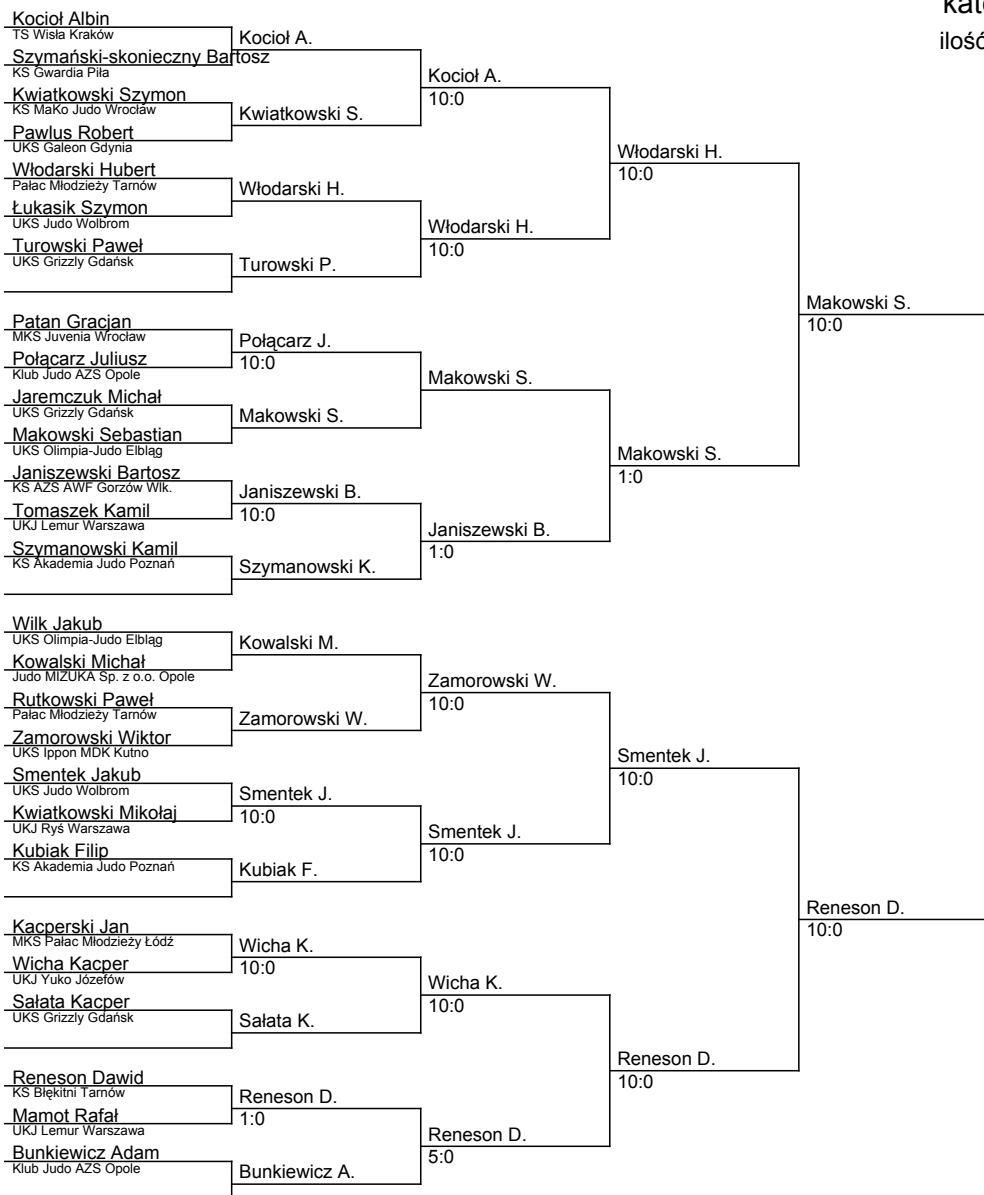 Kocioł Albin
TS Wisła Kraków
Szymański-skonieczny Bartosz
KS Gwardia Piła
Kwiatkowski Szymon
KS MaKo Judo Wrocław
Pawlus Robert
UKS Galeon Gdynia
Włodarski Hubert
Pałac Młodzieży Tarnów
Łukasik Szymon
UKS Judo Wolbrom
Turowski Paweł
UKS Grizzly Gdańsk
Patan Gracjan
MKS Juvenia Wrocław
Połącarz Juliusz
Klub Judo AZS Opole
Jaremczuk Michał
UKS Grizzly Gdańsk
Makowski Sebastian
UKS Olimpia-Judo Elbląg
Janiszewski Bartosz
KS AZS AWF Gorzów Wlk.
Tomaszek Kamil
UKJ Lemur Warszawa
Szymanowski Kamil
KS Akademia Judo Poznań
Wilk Jakub
UKS Olimpia-Judo Elbląg
Kowalski Michał
Judo MIZUKA Sp. z o.o. Opole
Rutkowski Paweł
Pałac Młodzieży Tarnów
Zamorowski Wiktor
UKS Ippon MDK Kutno
Smentek Jakub
UKS Judo Wolbrom
Kwiatkowski Mikołaj
UKJ Ryś Warszawa
Kubiak Filip
KS Akademia Judo Poznań
Kacperski Jan
MKS Pałac Młodzieży Łódź
Wicha Kacper
UKJ Yuko Józefów
Sałata Kacper
UKS Grizzly Gdańsk
Reneson Dawid
KS Błękitni Tarnów
Mamot Rafał
UKJ Lemur Warszawa
Bunkiewicz Adam
Klub Judo AZS Opole
Kocioł A.
Kwiatkowski S.
Włodarski H.
Turowski P.
Połącarz J.
10:0
Makowski S.
Janiszewski B.
10:0
Szymanowski K.
Kowalski M.
Zamorowski W.
Smentek J.
10:0
Kubiak F.
Wicha K.
10:0
Sałata K.
Reneson D.
1:0
Bunkiewicz A.
Kocioł A.
10:0
Włodarski H.
10:0
Makowski S.
Janiszewski B.
1:0
Zamorowski W.
10:0
Smentek J.
10:0
Wicha K.
10:0
Reneson D.
5:0
Włodarski H.
10:0
Makowski S.
1:0
Smentek J.
10:0
Reneson D.
10:0
Makowski S.
10:0
Reneson D.
10:0
ilość